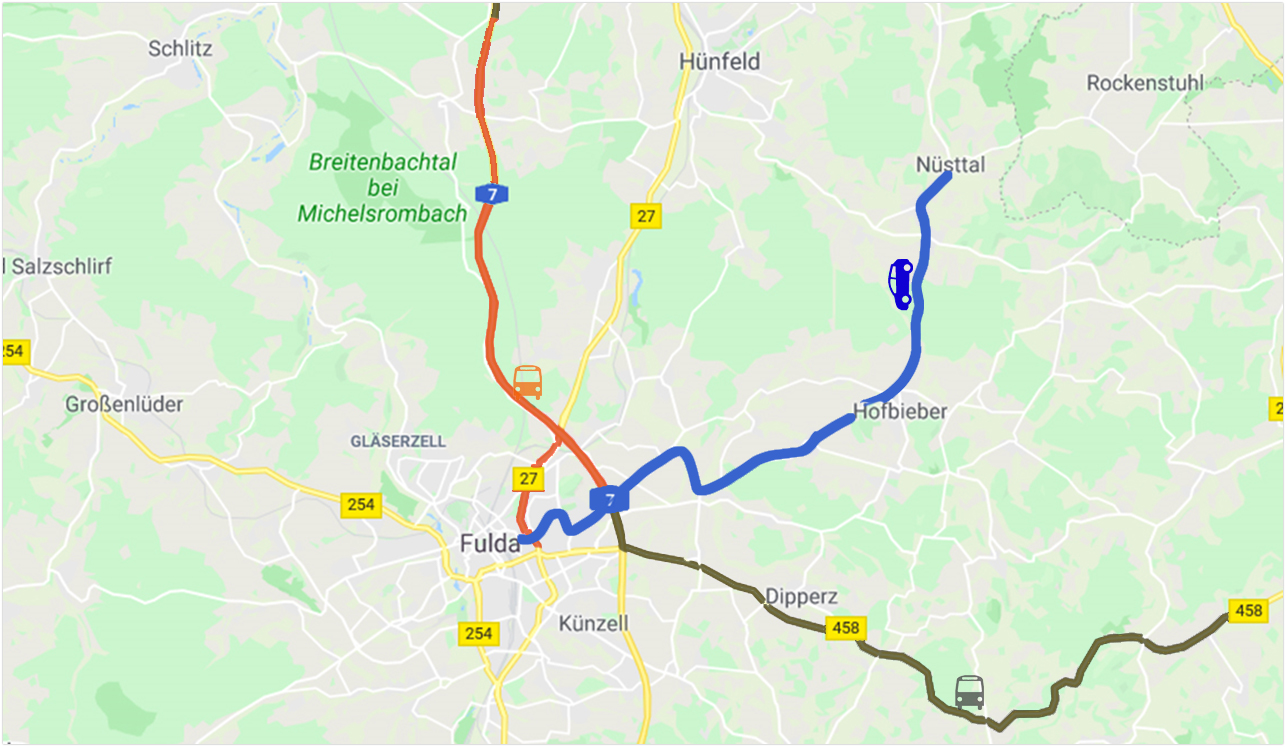 Schlitz
Hünfeld
Rockenstuhl
Breitenbachtal
bei
Michelsrombach
Nüsttal
7
27
l Salzschlirf
254
Großenlüder
2
Hofbieber
GLÄSERZELL
27
254
7
Fulda
Dipperz
458
Künzell
458
254